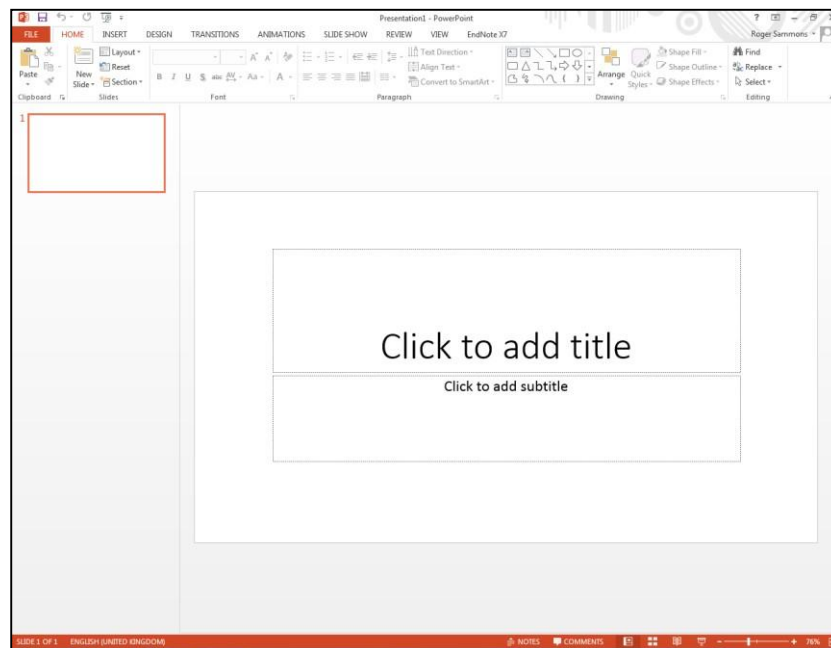 Presentation1 - PowerPoint
?
Roger Sammons
FILE HOME INSERT DESIGN TRANSITIONS ANIMATIONS SLIDE SHOW REVIEW VIEW EndNote X7
Paste
New
Slide
Layout
Reset
Section
B I U S abc AV Aa A
Text Direction
Align Text
Convert to SmartArt
Arrange
Quick
Styles
Shape Fill
Shape Outline
Shape Effects
Find
Replace
Select
Clipboard Slides Font Paragraph Drawing Editing
1
Click to add title
Click to add subtitle
SLIDE 1 OF 1 ENGLISH (UNITED KINGDOM) NOTES COMMENTS 76%